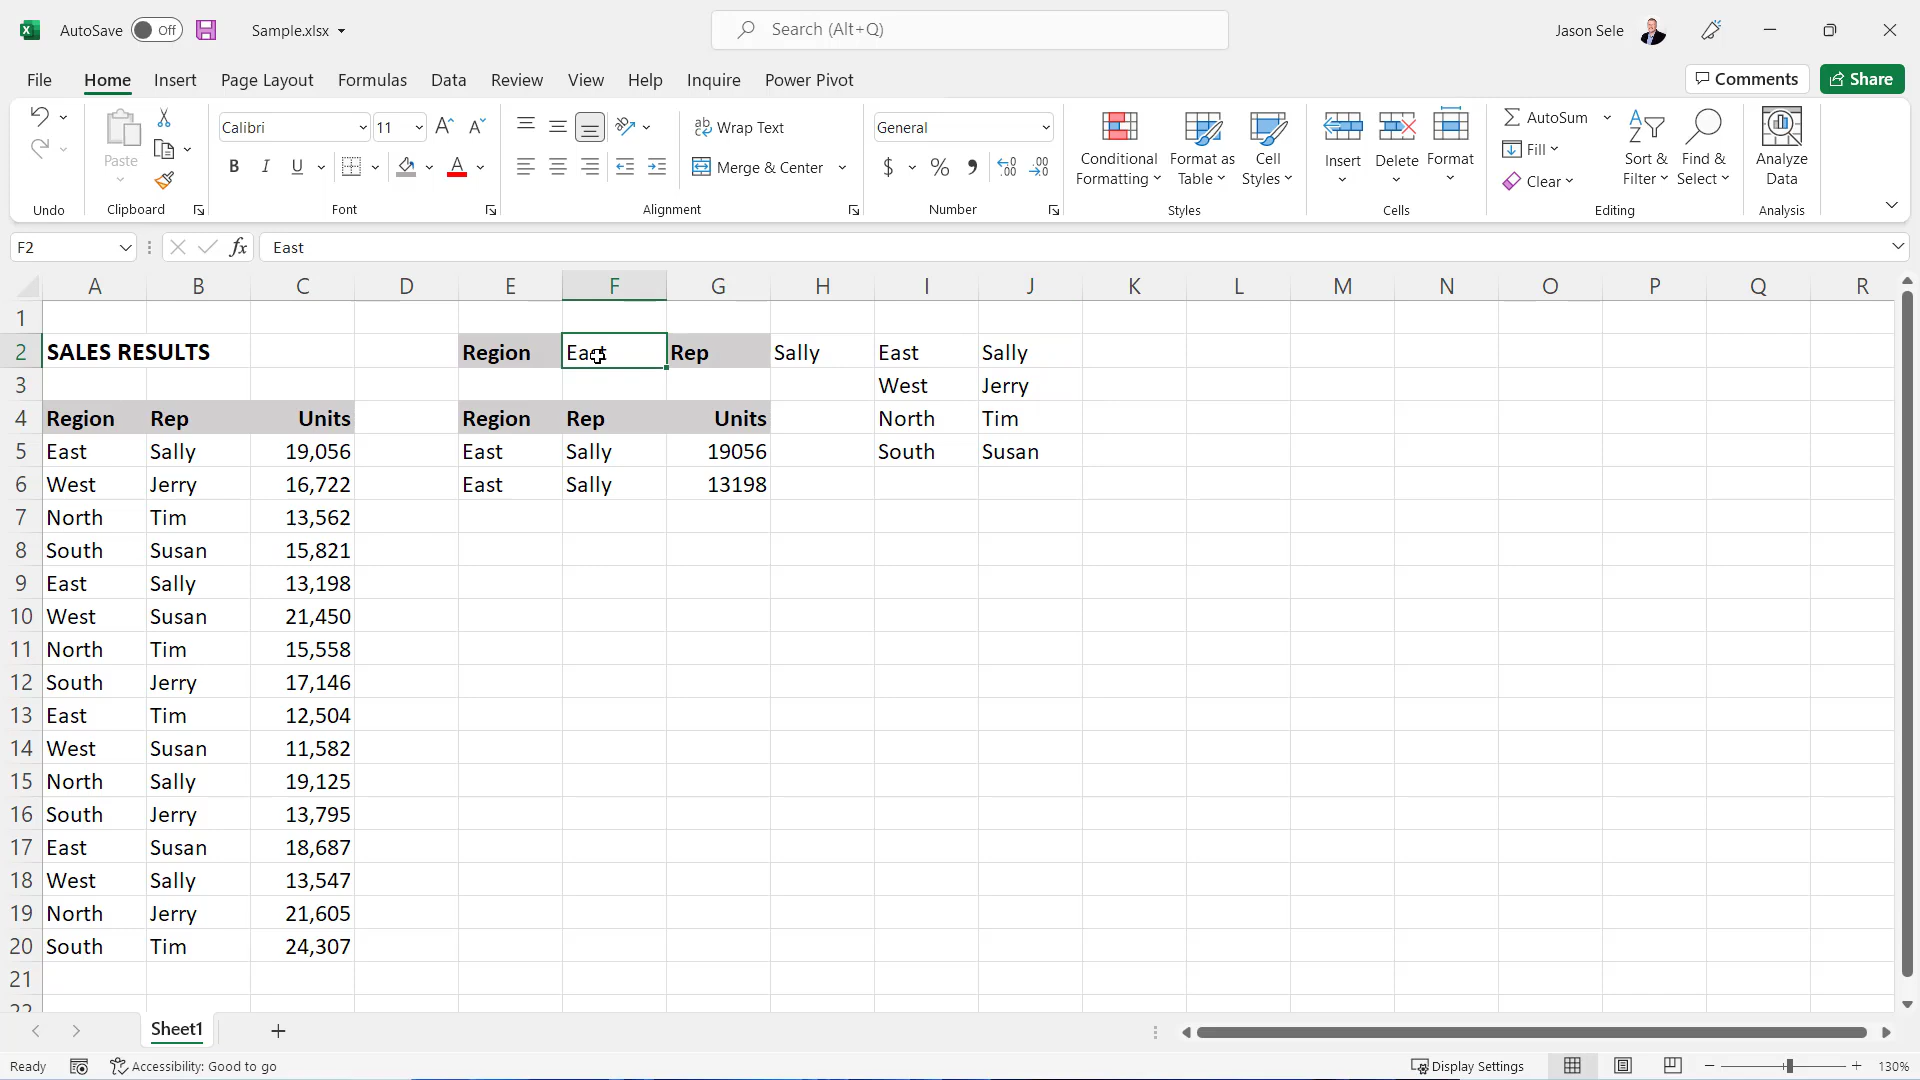 AutoSave Off Sample.xlsx Search (Alt+Q) Jason Sele
File Home Insert Page Layout Formulas Data Review View Help Inquire Power Pivot Comments Share
Undo
Paste
Clipboard
Calibri 11
B I U A
Font
Wrap Text
Merge & Center
Alignment
General
$ % 9 .00 .00
Number
Conditional Formatting
Format as Table
Cell Styles
Styles
Insert Delete Format
Cells
AutoSum
Fill
Clear
Sort & Filter
Find & Select
Editing
Analyze Data
Analysis
F2 fx East
A B C D E F G H I J K L M N O P Q R
1
2 SALES RESULTS Region East Rep Sally East Sally
3 West Jerry
4 Region Rep Units Region Rep Units North Tim
5 East Sally 19,056 East Sally 19056 South Susan
6 West Jerry 16,722 East Sally 13198
7 North Tim 13,562
8 South Susan 15,821
9 East Sally 13,198
10 West Susan 21,450
11 North Tim 15,558
12 South Jerry 17,146
13 East Tim 12,504
14 West Susan 11,582
15 North Sally 19,125
16 South Jerry 13,795
17 East Susan 18,687
18 West Sally 13,547
19 North Jerry 21,605
20 South Tim 24,307
21
22
Sheet1
Ready Accessibility: Good to go Display Settings 130%